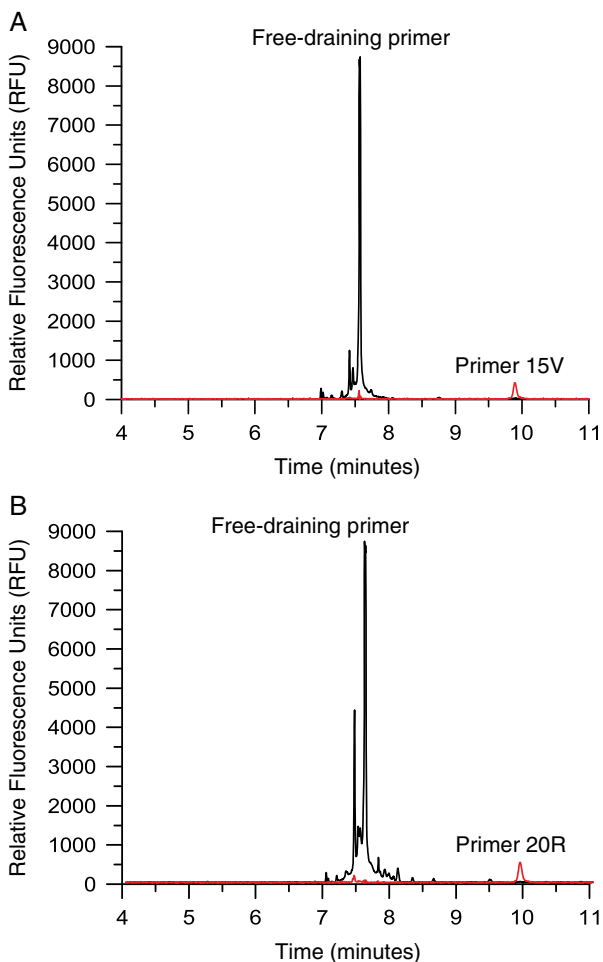 A
Free-draining primer
9000
8000
7000
6000
5000
4000
3000
2000
1000
0
Relative Fluorescence Units (RFU)
Primer 15V
4 5 6 7 8 9 10 11
Time (minutes)
B
Free-draining primer
9000
8000
7000
6000
5000
4000
3000
2000
1000
0
Relative Fluorescence Units (RFU)
Primer 20R
4 5 6 7 8 9 10 11
Time (minutes)